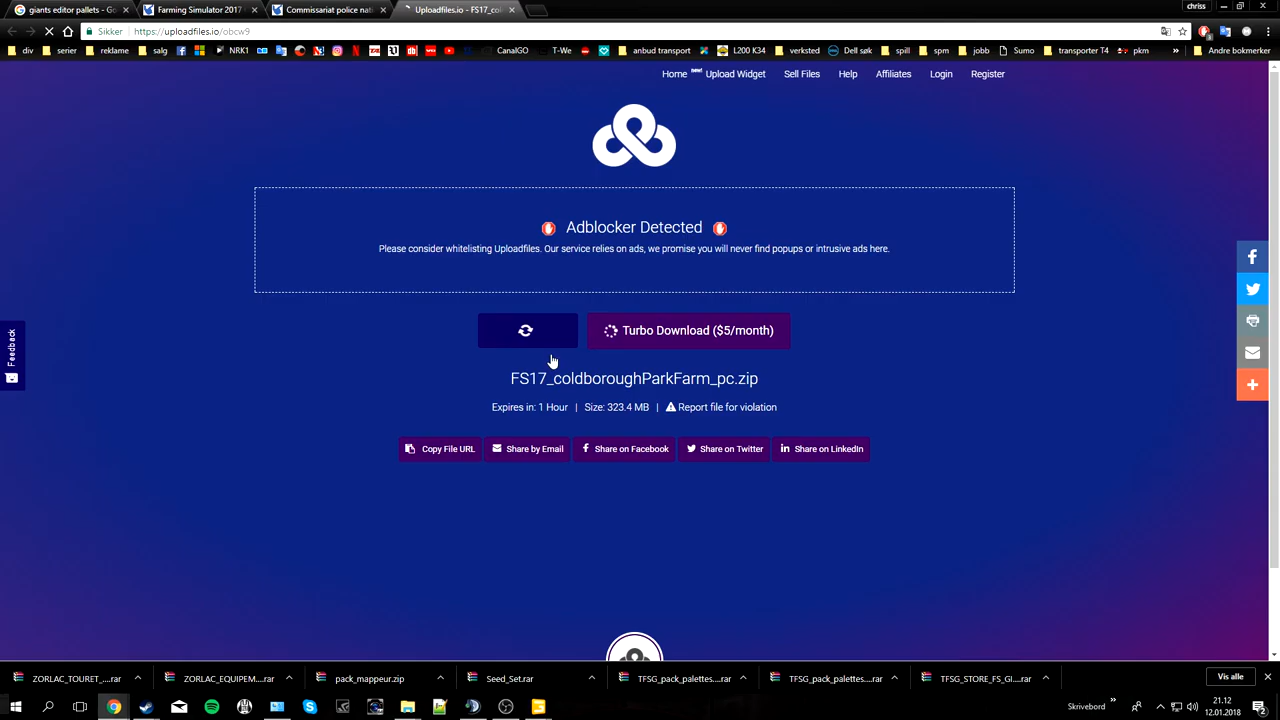 giants editor pallets - Go
Farming Simulator 2017
Commissariat police nati
Uploadfiles.io - FS17_co
chriss
Sikker
https://uploadfiles.io/obcw9
div
serier
reklame
salg
NRK1
CanalGO
T-We
anbud transport
L200 K34
verksted
Dell søk
spill
spm
jobb
Sumo
transporter T4
pkm
»
Andre bokmerker
Home
new!
Upload Widget
Sell Files
Help
Affiliates
Login
Register
Adblocker Detected
Please consider whitelisting Uploadfiles. Our service relies on ads, we promise you will never find popups or intrusive ads here.
Turbo Download ($5/month)
FS17_coldboroughParkFarm_pc.zip
Expires in: 1 Hour | Size: 323.4 MB | Report file for violation
Copy File URL
Share by Email
Share on Facebook
Share on Twitter
Share on LinkedIn
Feedback
ZORLAC_TOURET_....rar
ZORLAC_EQUIPEM....rar
pack_mappeur.zip
Seed_Set.rar
TFSG_pack_palettes....rar
TFSG_pack_palettes....rar
TFSG_STORE_FS_GI....rar
Vis alle
Skrivebord
»
21.12
12.01.2018